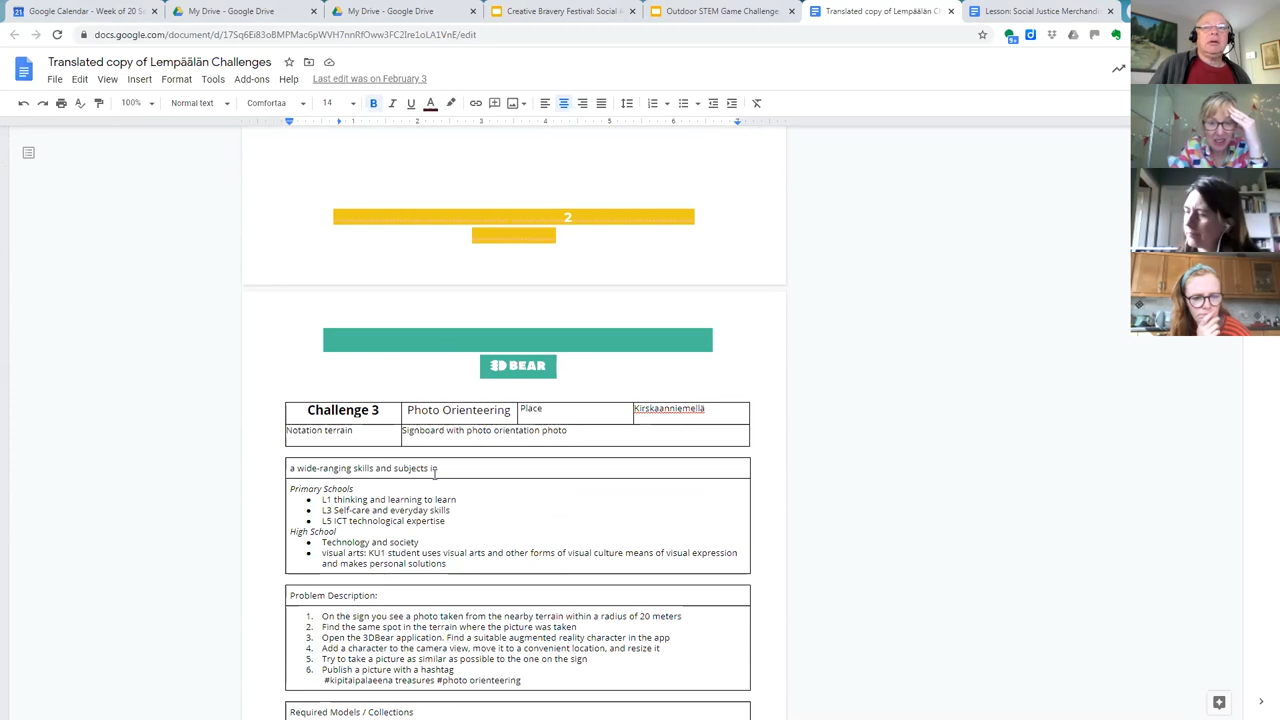 Google Calendar - Week of 20 S
My Drive - Google Drive
My Drive - Google Drive
Creative Bravery Festival: Social A
Outdoor STEM Game Challenge
Translated copy of Lempäälän Ch
Lesson: Social Justice Merchandi
docs.google.com/document/d/17Sq6Ei83oBMPMac6pWVH7nnRfOww3FC2lre1oLA1VnE/edit
Translated copy of Lempäälän Challenges
File Edit View Insert Format Tools Add-ons Help Last edit was on February 3
100% Normal text Comfortaa 14 B I U A
1 2 3 4 5 6 7
2
3D BEAR
Challenge 3 Photo Orienteering Place Kirskaanniemellä
Notation terrain Signboard with photo orientation photo
a wide-ranging skills and subjects in
Primary Schools
● L1 thinking and learning to learn
● L3 Self-care and everyday skills
● L5 ICT technological expertise
High School
● Technology and society
● visual arts: KU1 student uses visual arts and other forms of visual culture means of visual expression
and makes personal solutions
Problem Description:
1. On the sign you see a photo taken from the nearby terrain within a radius of 20 meters
2. Find the same spot in the terrain where the picture was taken
3. Open the 3DBear application. Find a suitable augmented reality character in the app
4. Add a character to the camera view, move it to a convenient location, and resize it
5. Try to take a picture as similar as possible to the one on the sign
6. Publish a picture with a hashtag
#kipitaipalaeena treasures #photo orienteering
Required Models / Collections